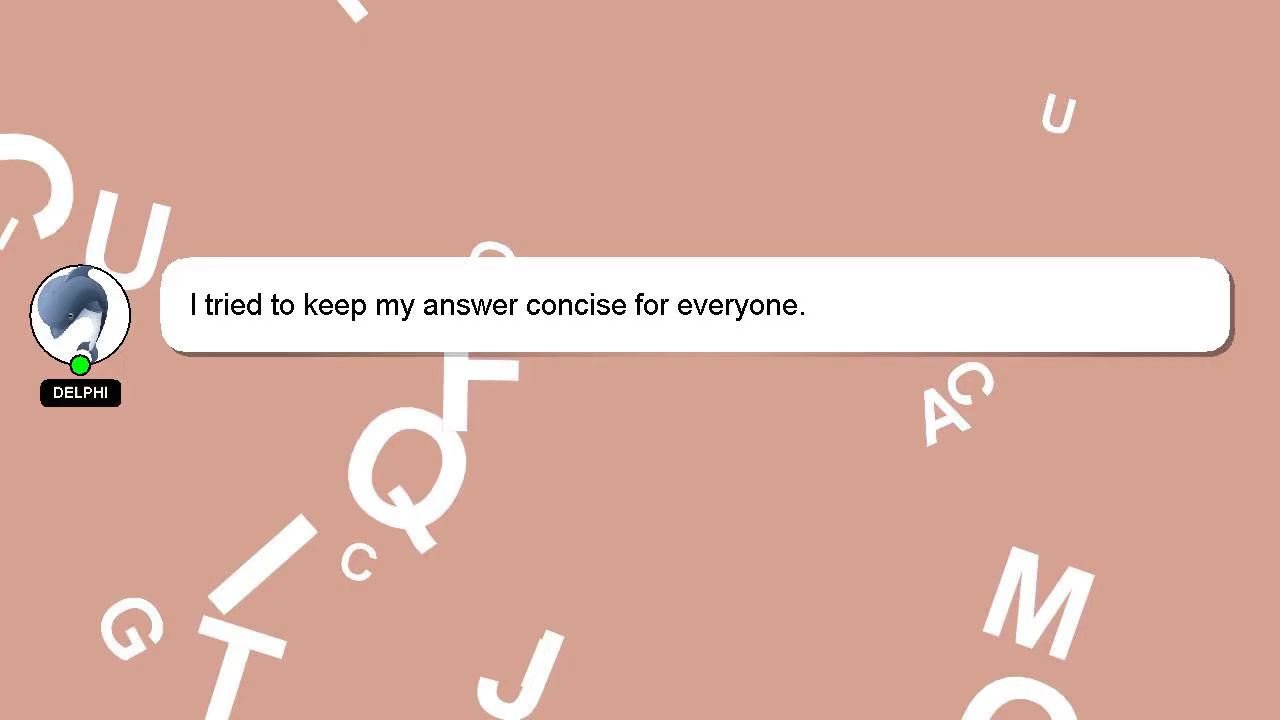 U
U
I tried to keep my answer concise for everyone.
DELPHI
C
A
Q
I
C
M
G
T
J